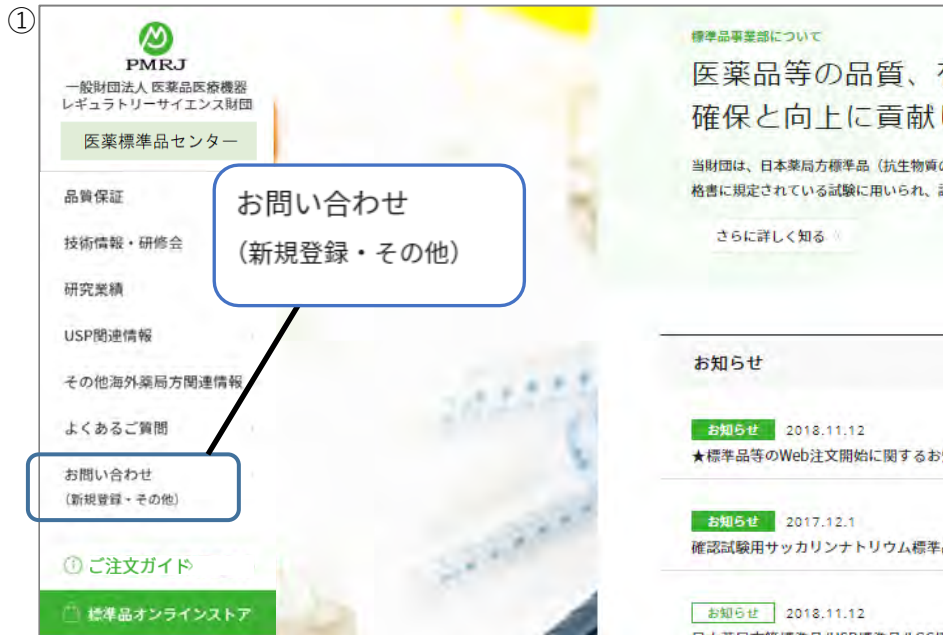 ①
PMRJ
一般財団法人 医薬品医療機器
レギュラトリーサイエンス財団
医薬標準品センター
品質保証
技術情報・研修会
研究業績
USP関連情報
その他海外薬局方関連情報
よくあるご質問
お問い合わせ
(新規登録・その他)
ご注文ガイド
標準品オンラインストア
お問い合わせ
(新規登録・その他)
標準品事業部について
医薬品等の品質、
確保と向上に貢献
当財団は、日本薬局方標準品（抗生物質
格書に規定されている試験に用いられ、
さらに詳しく知る
お知らせ
お知らせ 2018.11.12
★標準品等のWeb注文開始に関するお
お知らせ 2017.12.1
確認試験用サッカリンナトリウム標準
お知らせ 2018.11.12